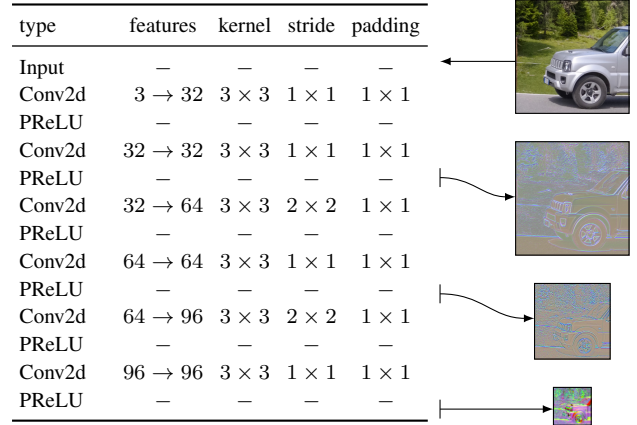 type features kernel stride padding
Input – – – –
Conv2d 3 → 32 3 × 3 1 × 1 1 × 1
PReLU – – – –
Conv2d 32 → 32 3 × 3 1 × 1 1 × 1
PReLU – – – –
Conv2d 32 → 64 3 × 3 2 × 2 1 × 1
PReLU – – – –
Conv2d 64 → 64 3 × 3 1 × 1 1 × 1
PReLU – – – –
Conv2d 64 → 96 3 × 3 2 × 2 1 × 1
PReLU – – – –
Conv2d 96 → 96 3 × 3 1 × 1 1 × 1
PReLU – – – –